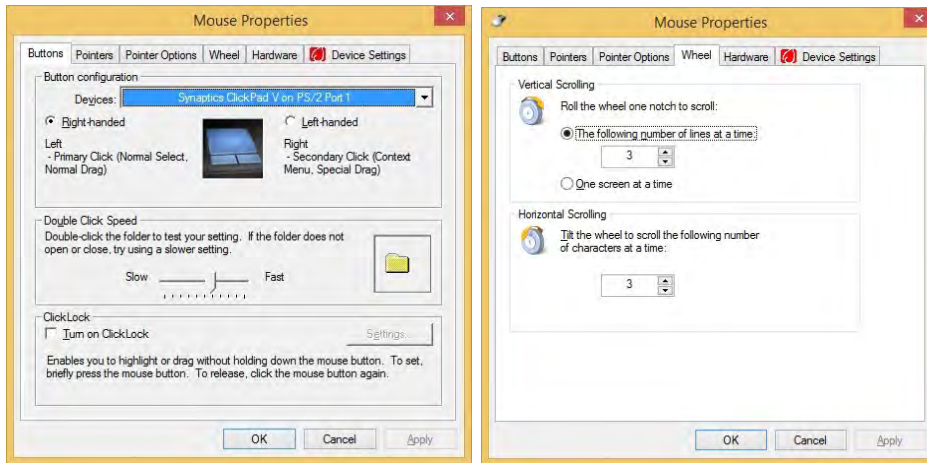 Mouse Properties
Buttons Pointers Pointer Options Wheel Hardware Device Settings
Button configuration
Devices: Synaptics ClickPad V on PS/2 Port 1
Right-handed
Left-handed
Left
- Primary Click (Normal Select,
Normal Drag)
Right
- Secondary Click (Context
Menu, Special Drag)
Double Click Speed
Double-click the folder to test your setting. If the folder does not
open or close, try using a slower setting.
Slow Fast
ClickLock
Turn on ClickLock
Settings...
Enables you to highlight or drag without holding down the mouse button. To set,
briefly press the mouse button. To release, click the mouse button again.
OK Cancel Apply
Mouse Properties
Buttons Pointers Pointer Options Wheel Hardware Device Settings
Vertical Scrolling
Roll the wheel one notch to scroll:
The following number of lines at a time:
3
One screen at a time
Horizontal Scrolling
Tilt the wheel to scroll the following number
of characters at a time:
3
OK Cancel Apply